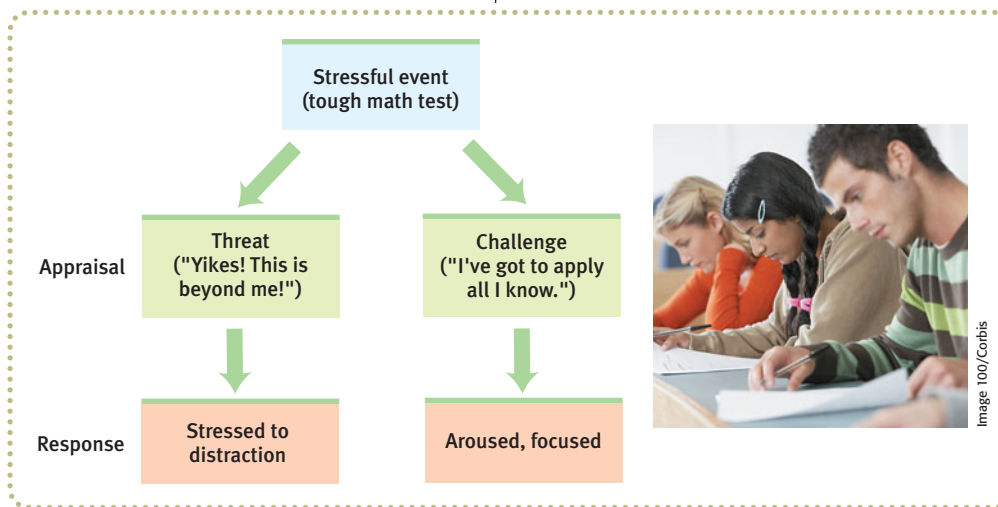 Stressful event
(tough math test)
Appraisal
Threat
("Yikes! This is
beyond me!")
Challenge
("I've got to apply
all I know.")
Response
Stressed to
distraction
Aroused, focused
Image 100/Corbis